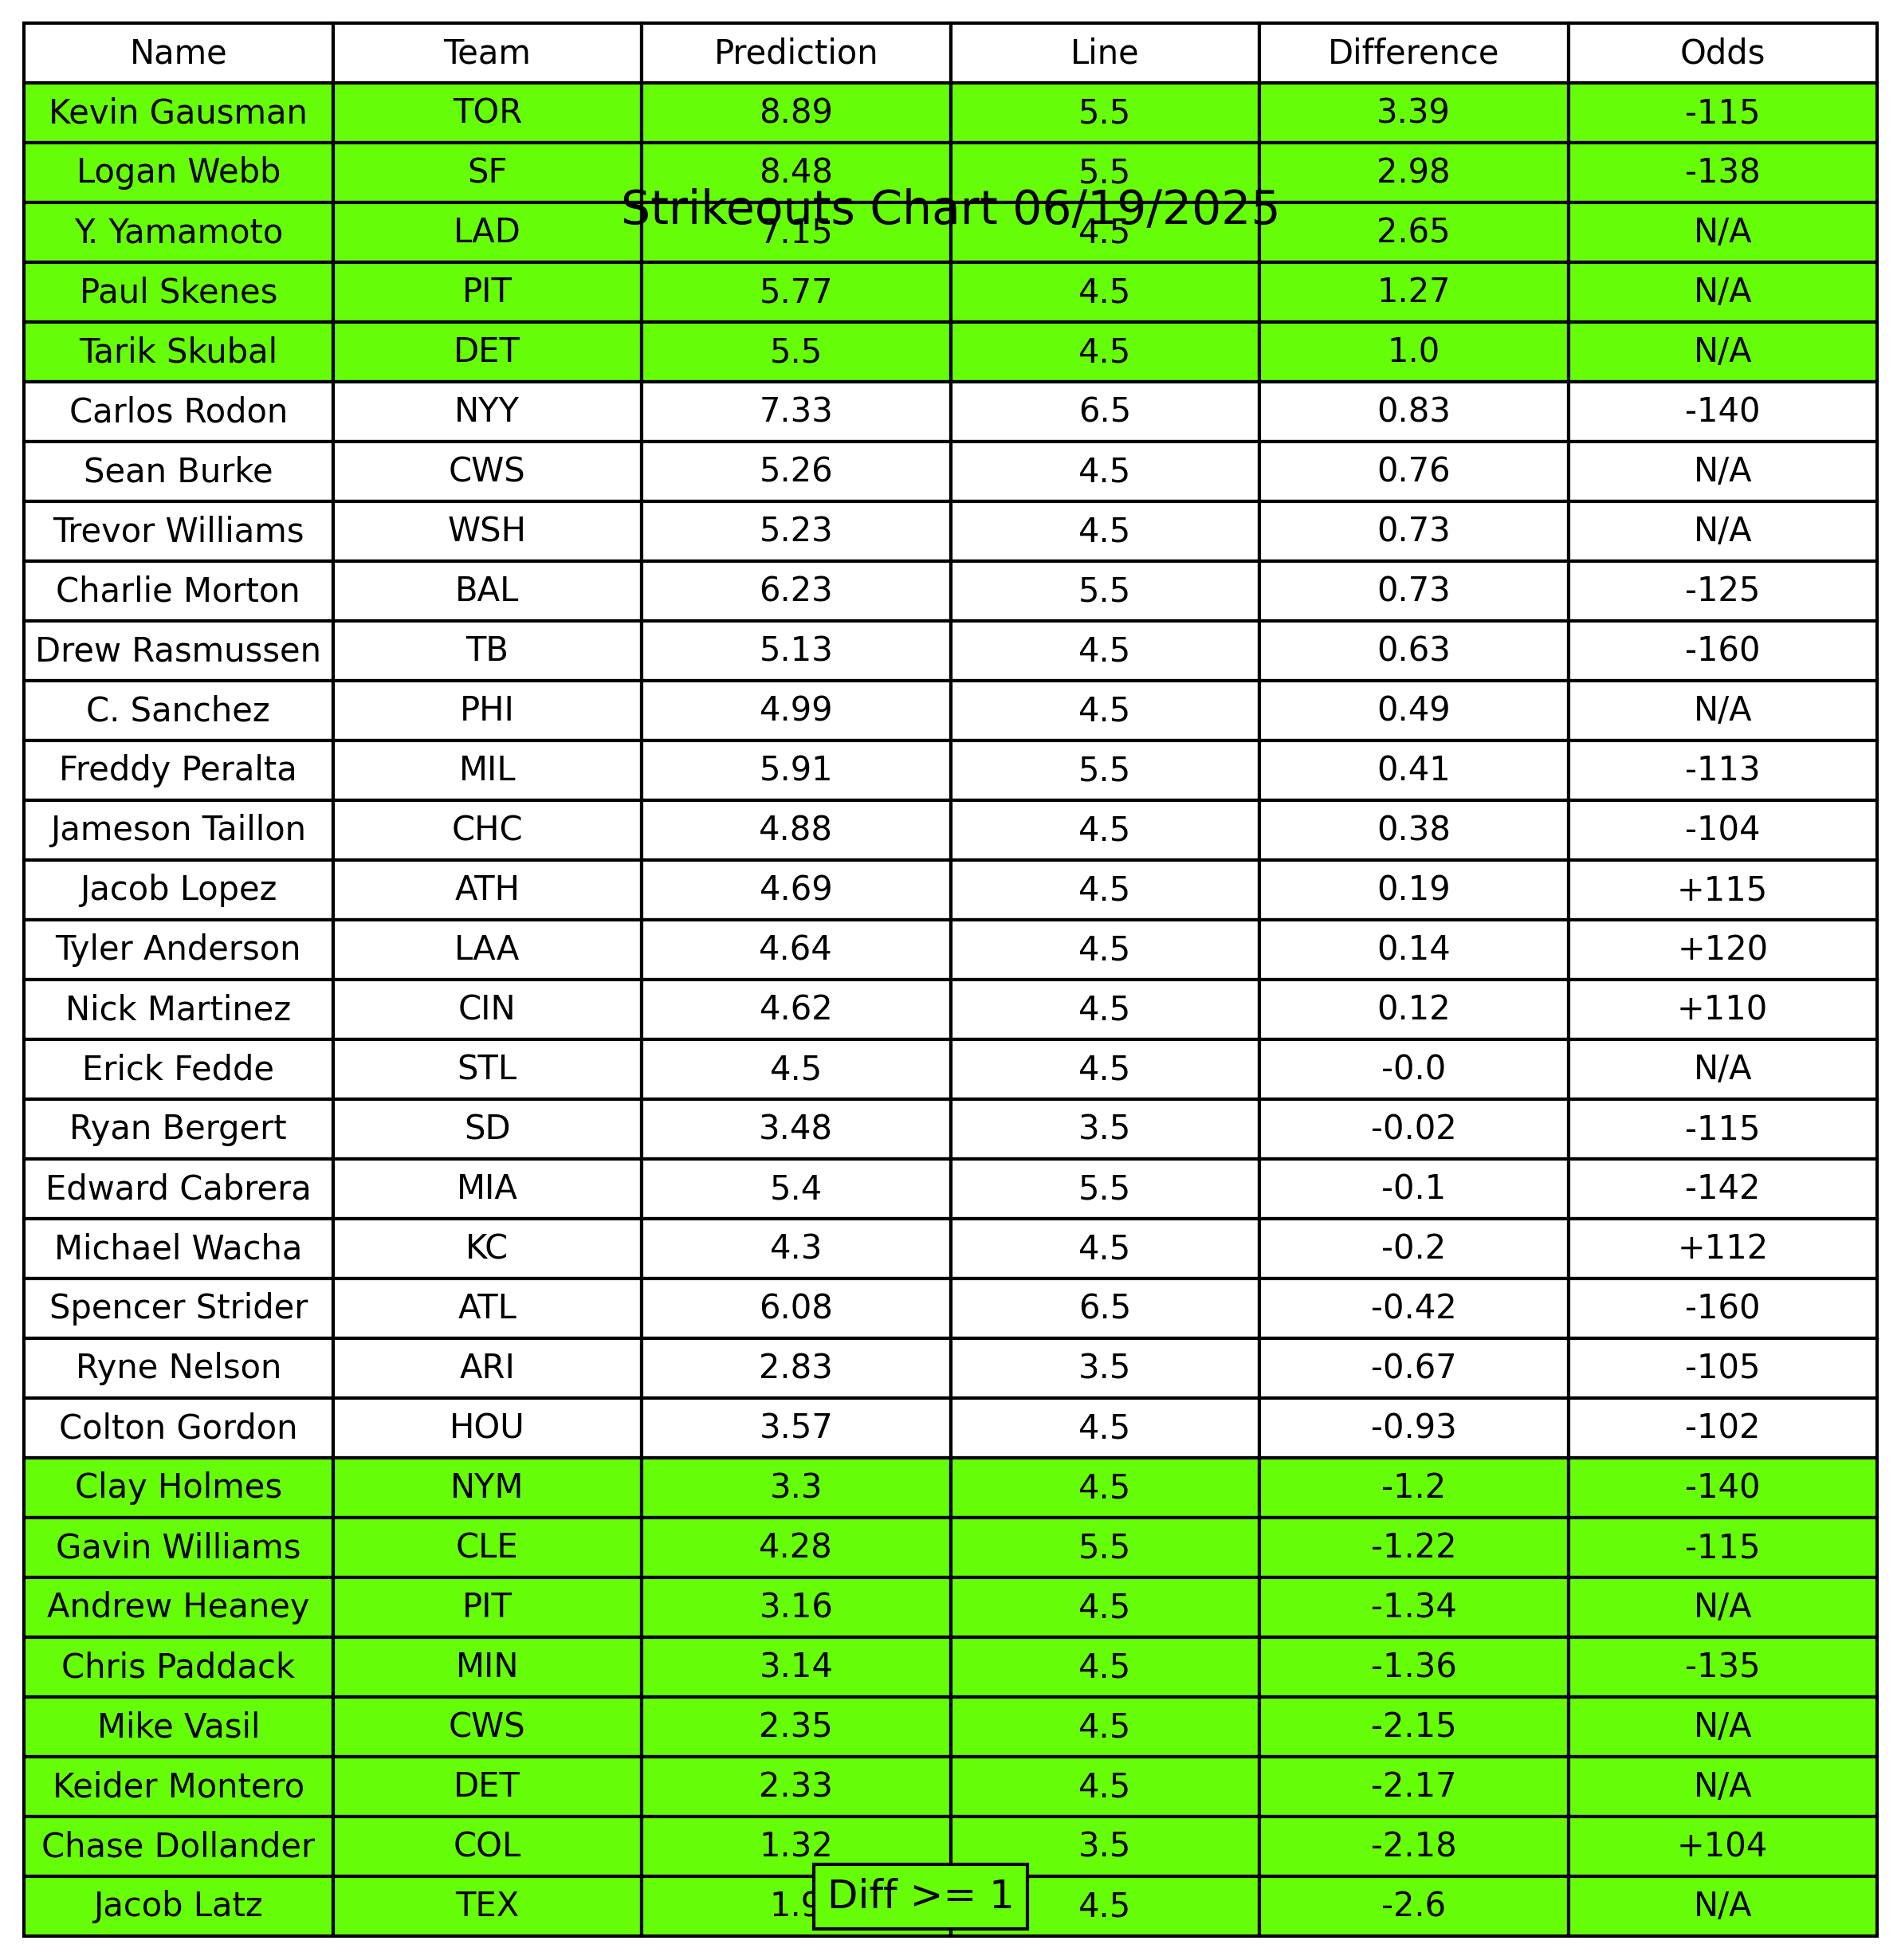 Name Team Prediction Line Difference Odds
Kevin Gausman TOR 8.89 5.5 3.39 -115
Logan Webb SF 8.48 5.5 2.98 -138
Strikeouts Chart 06/19/2025
Y. Yamamoto LAD 7.15 4.5 2.65 N/A
Paul Skenes PIT 5.77 4.5 1.27 N/A
Tarik Skubal DET 5.5 4.5 1.0 N/A
Carlos Rodon NYY 7.33 6.5 0.83 -140
Sean Burke CWS 5.26 4.5 0.76 N/A
Trevor Williams WSH 5.23 4.5 0.73 N/A
Charlie Morton BAL 6.23 5.5 0.73 -125
Drew Rasmussen TB 5.13 4.5 0.63 -160
C. Sanchez PHI 4.99 4.5 0.49 N/A
Freddy Peralta MIL 5.91 5.5 0.41 -113
Jameson Taillon CHC 4.88 4.5 0.38 -104
Jacob Lopez ATH 4.69 4.5 0.19 +115
Tyler Anderson LAA 4.64 4.5 0.14 +120
Nick Martinez CIN 4.62 4.5 0.12 +110
Erick Fedde STL 4.5 4.5 -0.0 N/A
Ryan Bergert SD 3.48 3.5 -0.02 -115
Edward Cabrera MIA 5.4 5.5 -0.1 -142
Michael Wacha KC 4.3 4.5 -0.2 +112
Spencer Strider ATL 6.08 6.5 -0.42 -160
Ryne Nelson ARI 2.83 3.5 -0.67 -105
Colton Gordon HOU 3.57 4.5 -0.93 -102
Clay Holmes NYM 3.3 4.5 -1.2 -140
Gavin Williams CLE 4.28 5.5 -1.22 -115
Andrew Heaney PIT 3.16 4.5 -1.34 N/A
Chris Paddack MIN 3.14 4.5 -1.36 -135
Mike Vasil CWS 2.35 4.5 -2.15 N/A
Keider Montero DET 2.33 4.5 -2.17 N/A
Chase Dollander COL 1.32 3.5 -2.18 +104
Jacob Latz TEX 4.5 -2.6 N/A
Diff >= 1